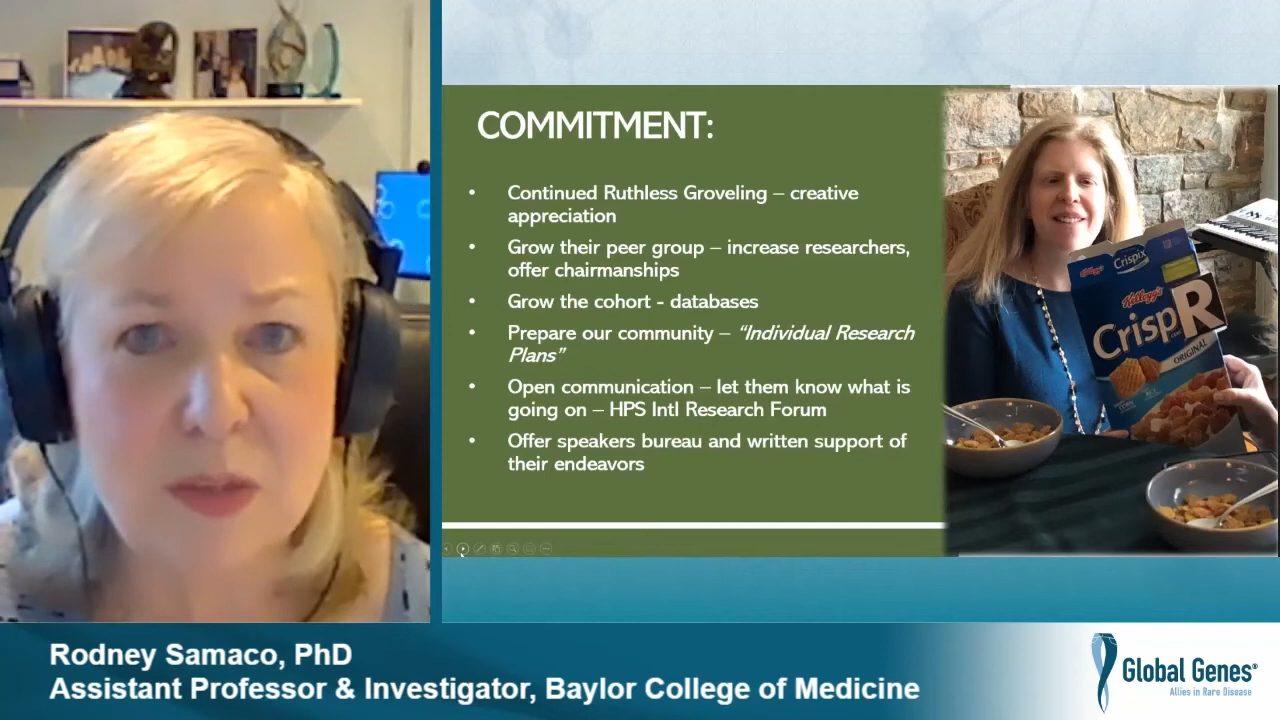 COMMITMENT:
• Continued Ruthless Groveling – creative
appreciation
• Grow their peer group – increase researchers,
offer chairmanships
• Grow the cohort - databases
• Prepare our community – “Individual Research
Plans”
• Open communication – let them know what is
going on – HPS Intl Research Forum
• Offer speakers bureau and written support of
their endeavors
Kellogg's
Crispix
Kellogg's
CrispR
ORIGINAL
Rodney Samaco, PhD
Assistant Professor & Investigator, Baylor College of Medicine
Global Genes®
Allies in Rare Disease